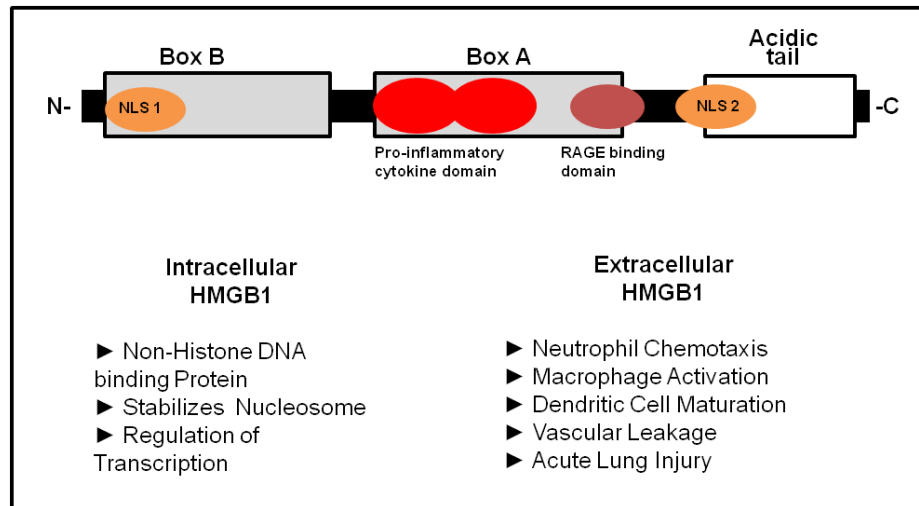 Box B
Box A
Acidic
tail
N-
NLS 1
NLS 2
-C
Pro-inflammatory
cytokine domain
RAGE binding
domain
Intracellular
HMGB1
► Non-Histone DNA
binding Protein
► Stabilizes Nucleosome
► Regulation of
Transcription
Extracellular
HMGB1
► Neutrophil Chemotaxis
► Macrophage Activation
► Dendritic Cell Maturation
► Vascular Leakage
► Acute Lung Injury